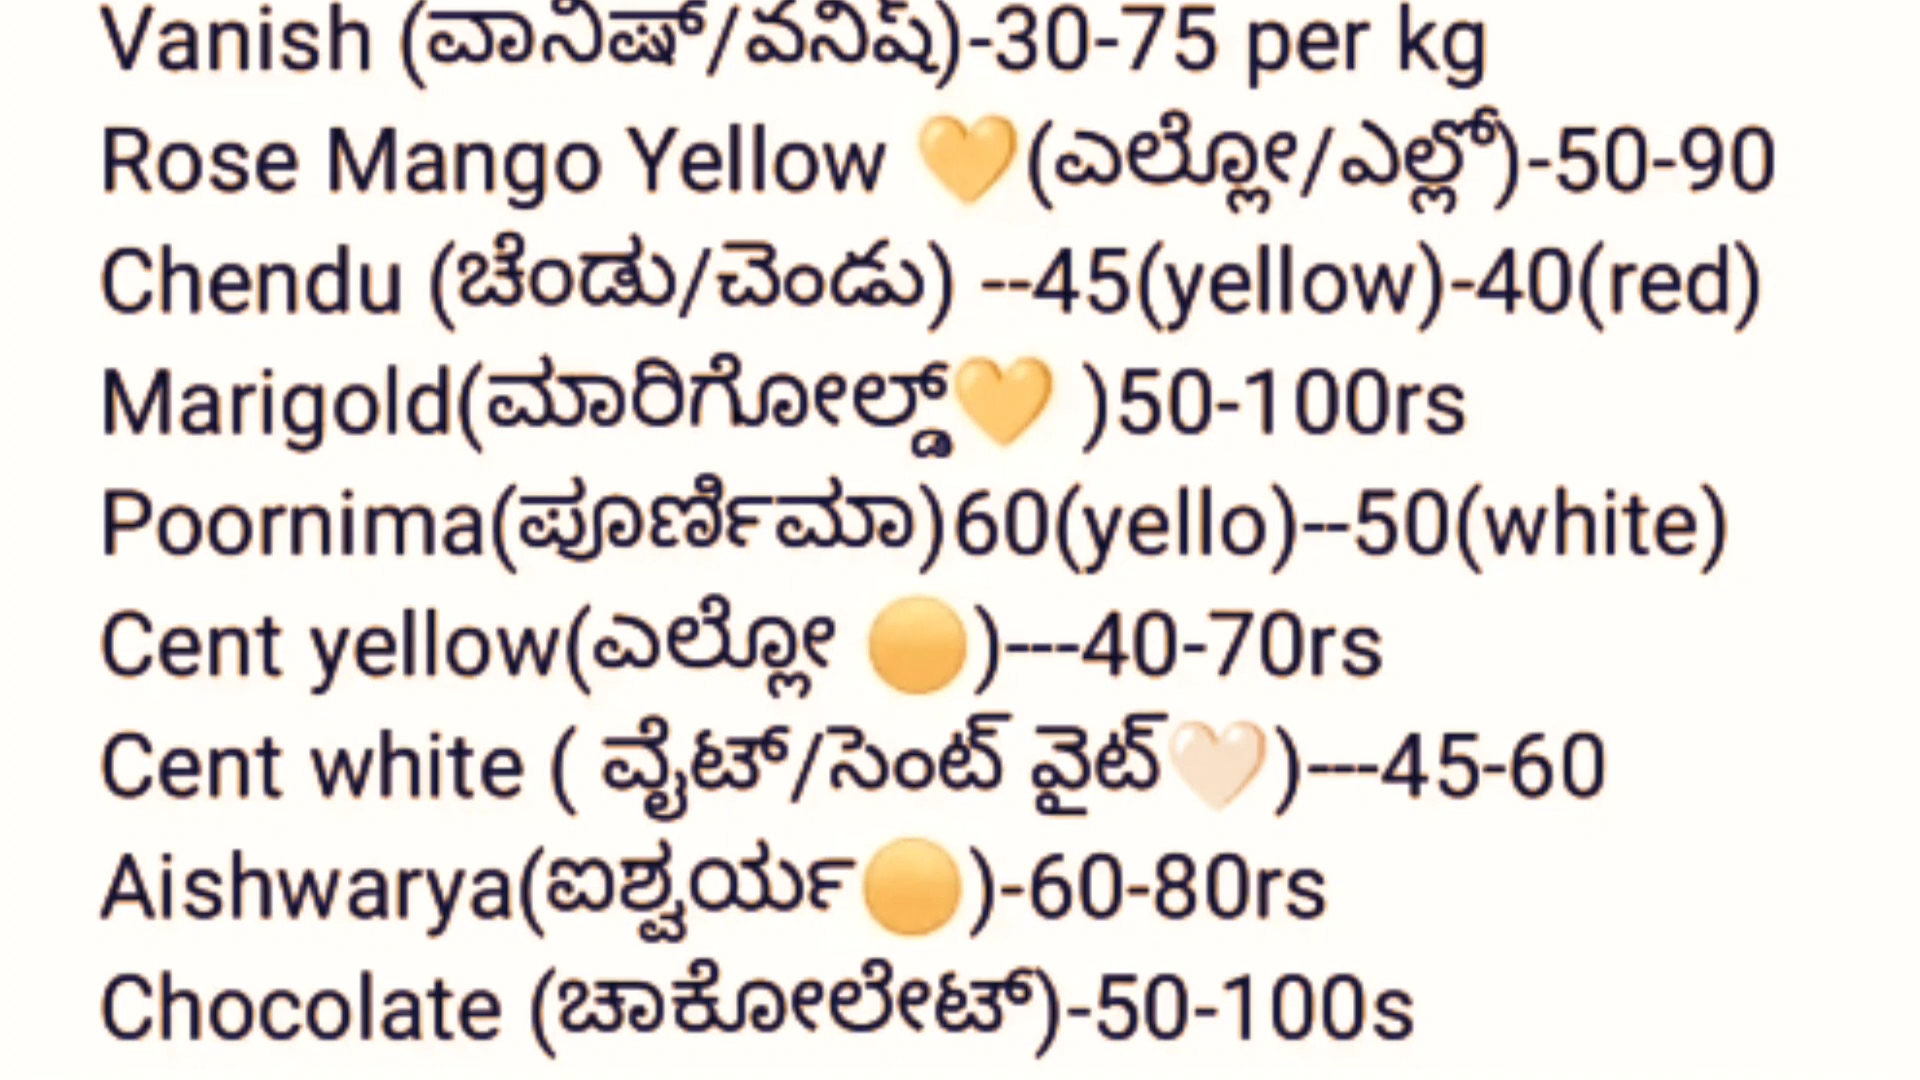 Vanish (ವಾನಿಷ್/వనిష్)-30-75 per kg
Rose Mango Yellow 💛(ಎಲ್ಲೋ/ఎల్లో)-50-90
Chendu (ಚೆಂಡು/చెండు) --45(yellow)-40(red)
Marigold(ಮಾರಿಗೋಲ್ಡ್💛 )50-100rs
Poornima(ಪೂರ್ಣಿಮಾ)60(yello)--50(white)
Cent yellow(ಎಲ್ಲೋ 🟡)---40-70rs
Cent white ( ವೈಟ್/సెంట్ వైట్🤍)---45-60
Aishwarya(ಐಶ್ವರ್ಯ🟡)-60-80rs
Chocolate (ಚಾಕೋಲೇಟ್)-50-100s